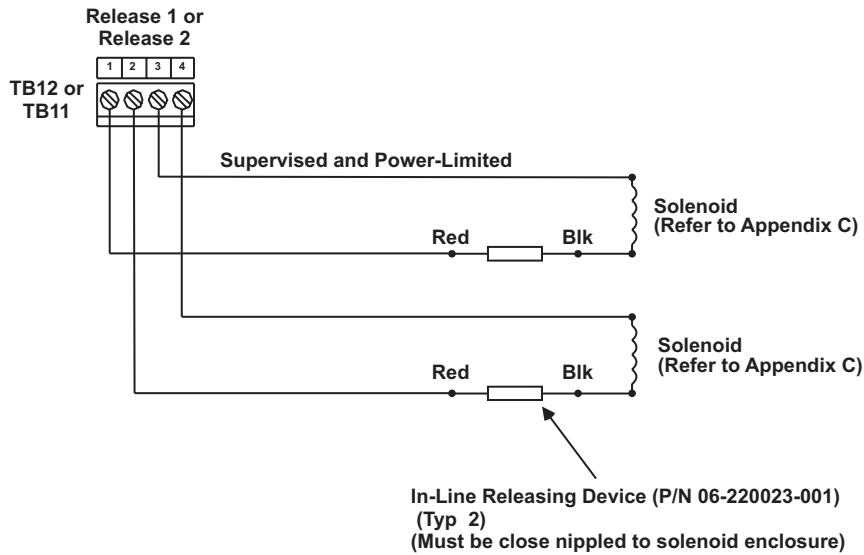 Release 1 or
Release 2
1 2 3 4
TB12 or
TB11
Supervised and Power-Limited
Solenoid
(Refer to Appendix C)
Red Blk
Solenoid
(Refer to Appendix C)
Red Blk
In-Line Releasing Device (P/N 06-220023-001)
(Typ 2)
(Must be close nippled to solenoid enclosure)